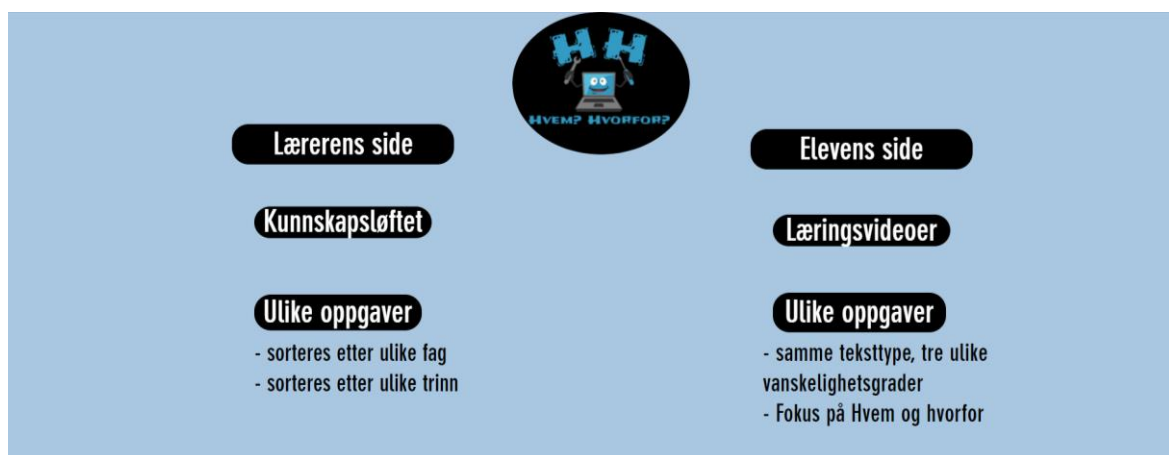 HH
HVEM? HVORFOR?
Lærerens side
Kunnskapsløftet
Ulike oppgaver
- sorteres etter ulike fag
- sorteres etter ulike trinn
Elevens side
Læringsvideoer
Ulike oppgaver
- samme teksttype, tre ulike
vanskelighetsgrader
- Fokus på Hvem og hvorfor